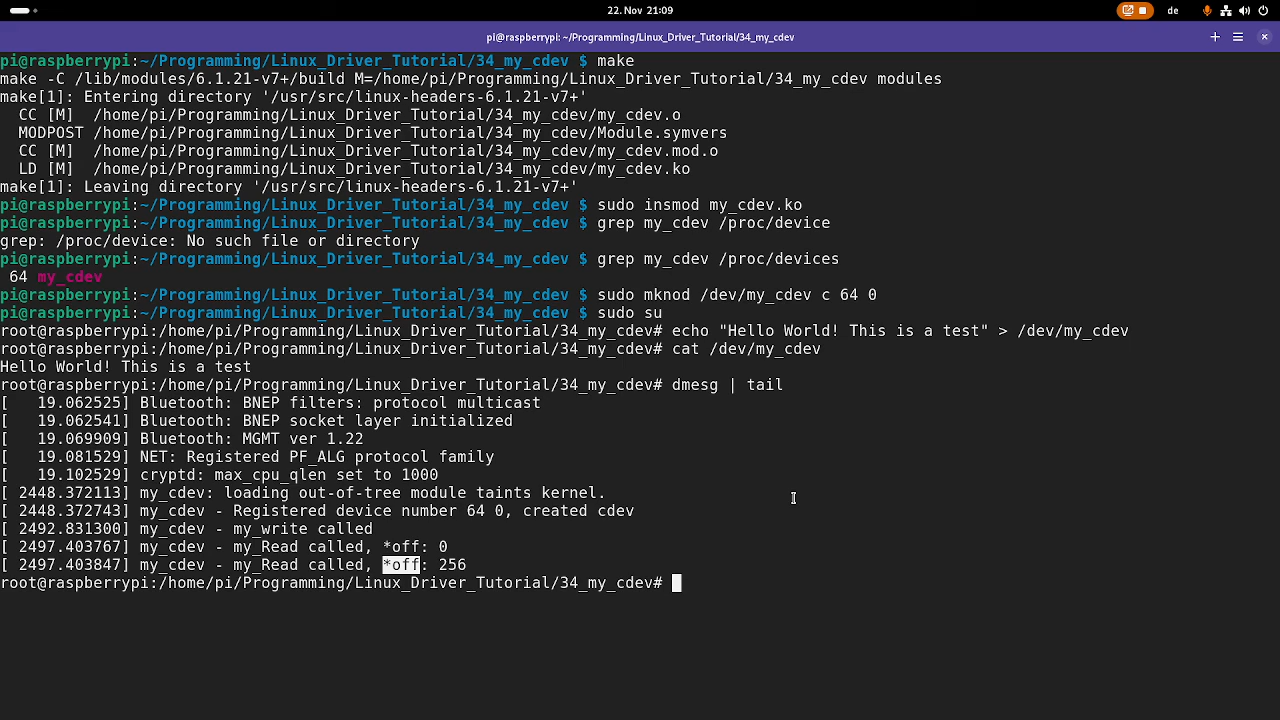 22. Nov 21:09
de
pi@raspberrypi: ~/Programming/Linux_Driver_Tutorial/34_my_cdev
pi@raspberrypi:~/Programming/Linux_Driver_Tutorial/34_my_cdev $ make
make -C /lib/modules/6.1.21-v7+/build M=/home/pi/Programming/Linux_Driver_Tutorial/34_my_cdev modules
make[1]: Entering directory '/usr/src/linux-headers-6.1.21-v7+'
  CC [M]  /home/pi/Programming/Linux_Driver_Tutorial/34_my_cdev/my_cdev.o
  MODPOST /home/pi/Programming/Linux_Driver_Tutorial/34_my_cdev/Module.symvers
  CC [M]  /home/pi/Programming/Linux_Driver_Tutorial/34_my_cdev/my_cdev.mod.o
  LD [M]  /home/pi/Programming/Linux_Driver_Tutorial/34_my_cdev/my_cdev.ko
make[1]: Leaving directory '/usr/src/linux-headers-6.1.21-v7+'
pi@raspberrypi:~/Programming/Linux_Driver_Tutorial/34_my_cdev $ sudo insmod my_cdev.ko
pi@raspberrypi:~/Programming/Linux_Driver_Tutorial/34_my_cdev $ grep my_cdev /proc/device
grep: /proc/device: No such file or directory
pi@raspberrypi:~/Programming/Linux_Driver_Tutorial/34_my_cdev $ grep my_cdev /proc/devices
 64 my_cdev
pi@raspberrypi:~/Programming/Linux_Driver_Tutorial/34_my_cdev $ sudo mknod /dev/my_cdev c 64 0
pi@raspberrypi:~/Programming/Linux_Driver_Tutorial/34_my_cdev $ sudo su
root@raspberrypi:/home/pi/Programming/Linux_Driver_Tutorial/34_my_cdev# echo "Hello World! This is a test" > /dev/my_cdev
root@raspberrypi:/home/pi/Programming/Linux_Driver_Tutorial/34_my_cdev# cat /dev/my_cdev
Hello World! This is a test
root@raspberrypi:/home/pi/Programming/Linux_Driver_Tutorial/34_my_cdev# dmesg | tail
[   19.062525] Bluetooth: BNEP filters: protocol multicast
[   19.062541] Bluetooth: BNEP socket layer initialized
[   19.069909] Bluetooth: MGMT ver 1.22
[   19.081529] NET: Registered PF_ALG protocol family
[   19.102529] cryptd: max_cpu_qlen set to 1000
[ 2448.372113] my_cdev: loading out-of-tree module taints kernel.
[ 2448.372743] my_cdev - Registered device number 64 0, created cdev
[ 2492.831300] my_cdev - my_write called
[ 2497.403767] my_cdev - my_Read called, *off: 0
[ 2497.403847] my_cdev - my_Read called, *off: 256
root@raspberrypi:/home/pi/Programming/Linux_Driver_Tutorial/34_my_cdev#